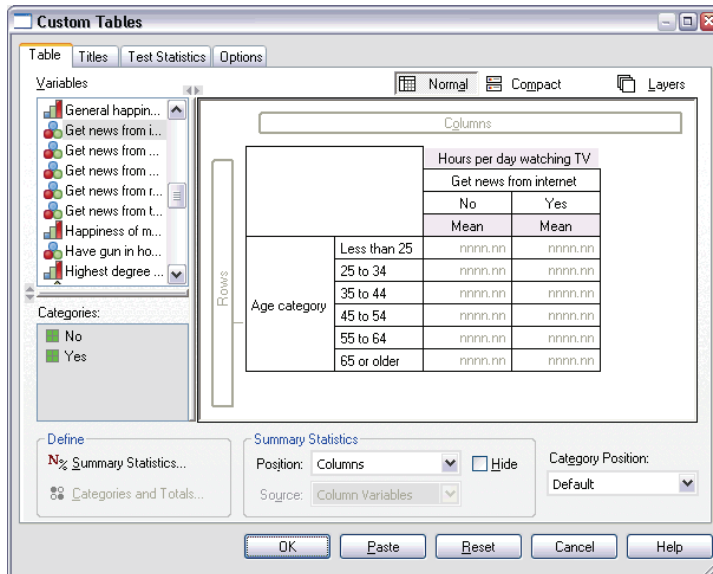 Custom Tables
Table Titles Test Statistics Options
Variables
Normal Compact Layers
General happin...
Get news from i...
Get news from ...
Get news from ...
Get news from r...
Get news from t...
Happiness of m...
Have gun in ho...
Highest degree ...
Categories:
No
Yes
Columns
Rows
Hours per day watching TV
Get news from internet
No Yes
Mean Mean
Age category
Less than 25 nnnn.nn nnnn.nn
25 to 34 nnnn.nn nnnn.nn
35 to 44 nnnn.nn nnnn.nn
45 to 54 nnnn.nn nnnn.nn
55 to 64 nnnn.nn nnnn.nn
65 or older nnnn.nn nnnn.nn
Define
N% Summary Statistics...
Categories and Totals...
Summary Statistics
Position: Columns Hide
Source: Column Variables
Category Position:
Default
OK Paste Reset Cancel Help